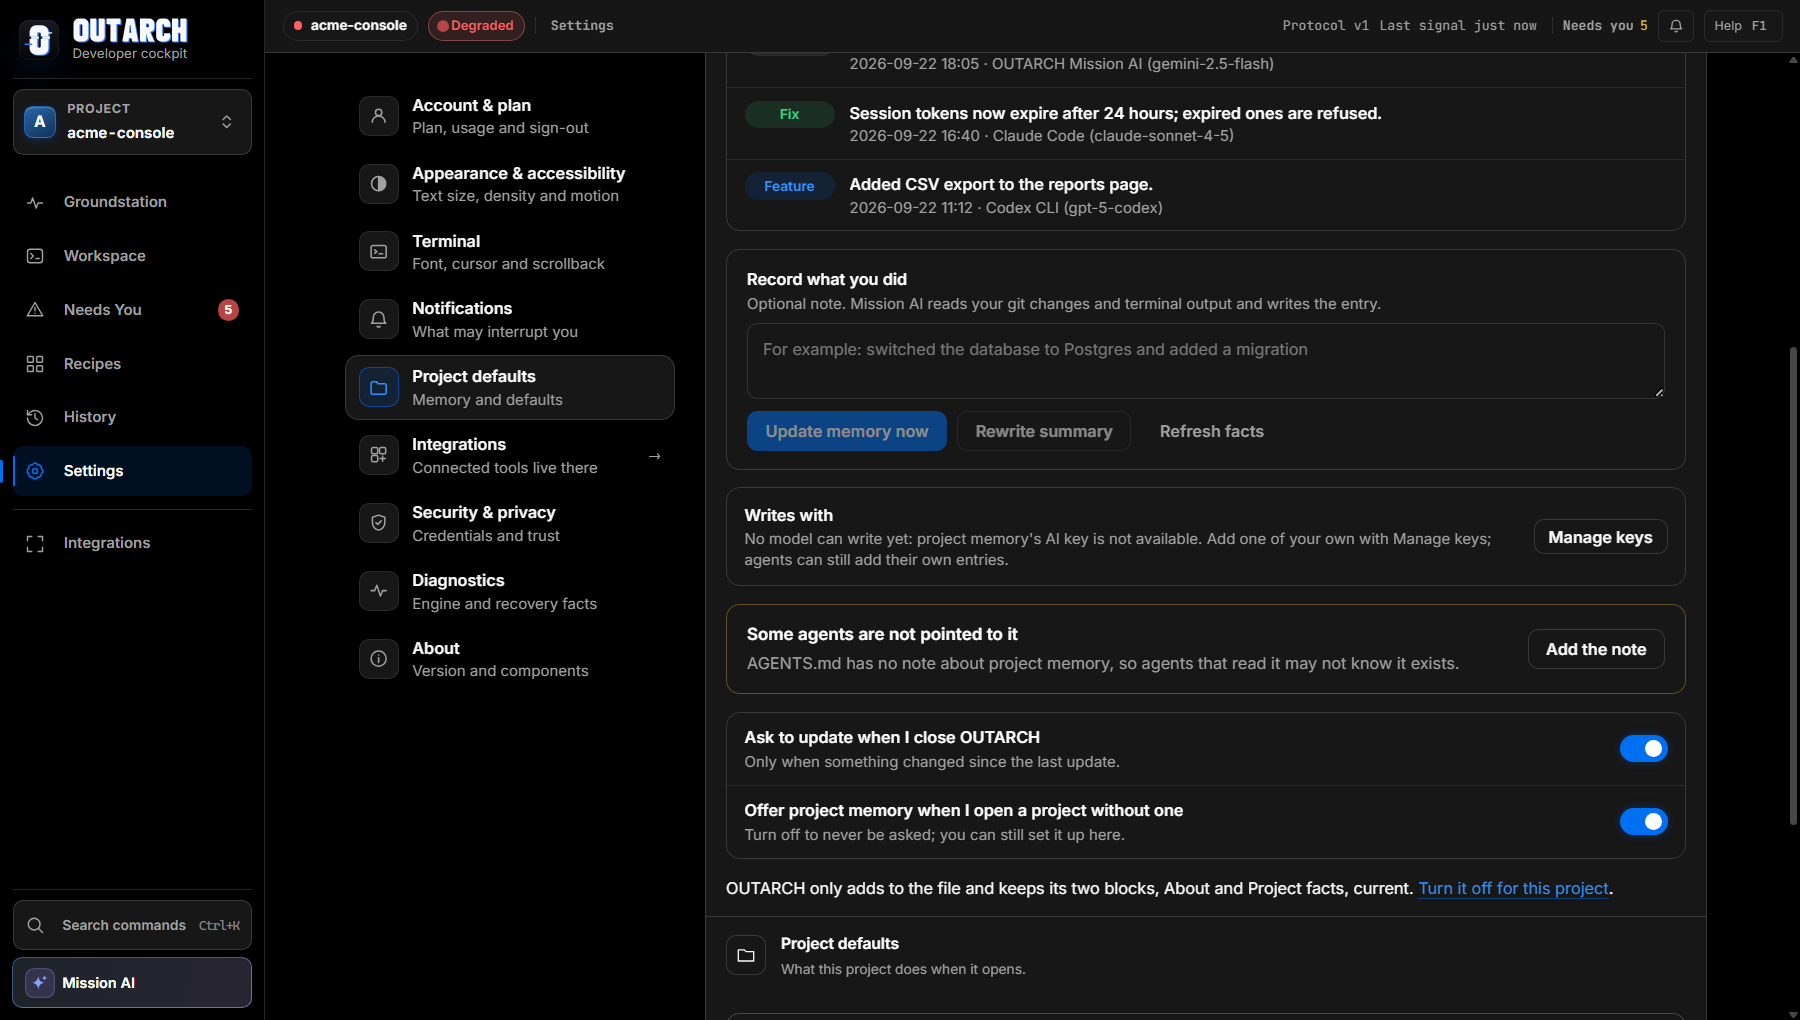 OUTARCH
Developer cockpit
PROJECT
A
acme-console
Groundstation
Workspace
Needs You
5
Recipes
History
Settings
Integrations
Search commands Ctrl+K
Mission AI
acme-console
Degraded
Settings
Protocol v1 Last signal just now
Needs you 5
Help F1
Account & plan
Plan, usage and sign-out
Appearance & accessibility
Text size, density and motion
Terminal
Font, cursor and scrollback
Notifications
What may interrupt you
Project defaults
Memory and defaults
Integrations
Connected tools live there
→
Security & privacy
Credentials and trust
Diagnostics
Engine and recovery facts
About
Version and components
2026-09-22 18:05 · OUTARCH Mission AI (gemini-2.5-flash)
Fix
Session tokens now expire after 24 hours; expired ones are refused.
2026-09-22 16:40 · Claude Code (claude-sonnet-4-5)
Feature
Added CSV export to the reports page.
2026-09-22 11:12 · Codex CLI (gpt-5-codex)
Record what you did
Optional note. Mission AI reads your git changes and terminal output and writes the entry.
For example: switched the database to Postgres and added a migration
Update memory now
Rewrite summary
Refresh facts
Writes with
No model can write yet: project memory's AI key is not available. Add one of your own with Manage keys;
agents can still add their own entries.
Manage keys
Some agents are not pointed to it
AGENTS.md has no note about project memory, so agents that read it may not know it exists.
Add the note
Ask to update when I close OUTARCH
Only when something changed since the last update.
Offer project memory when I open a project without one
Turn off to never be asked; you can still set it up here.
OUTARCH only adds to the file and keeps its two blocks, About and Project facts, current. Turn it off for this project.
Project defaults
What this project does when it opens.